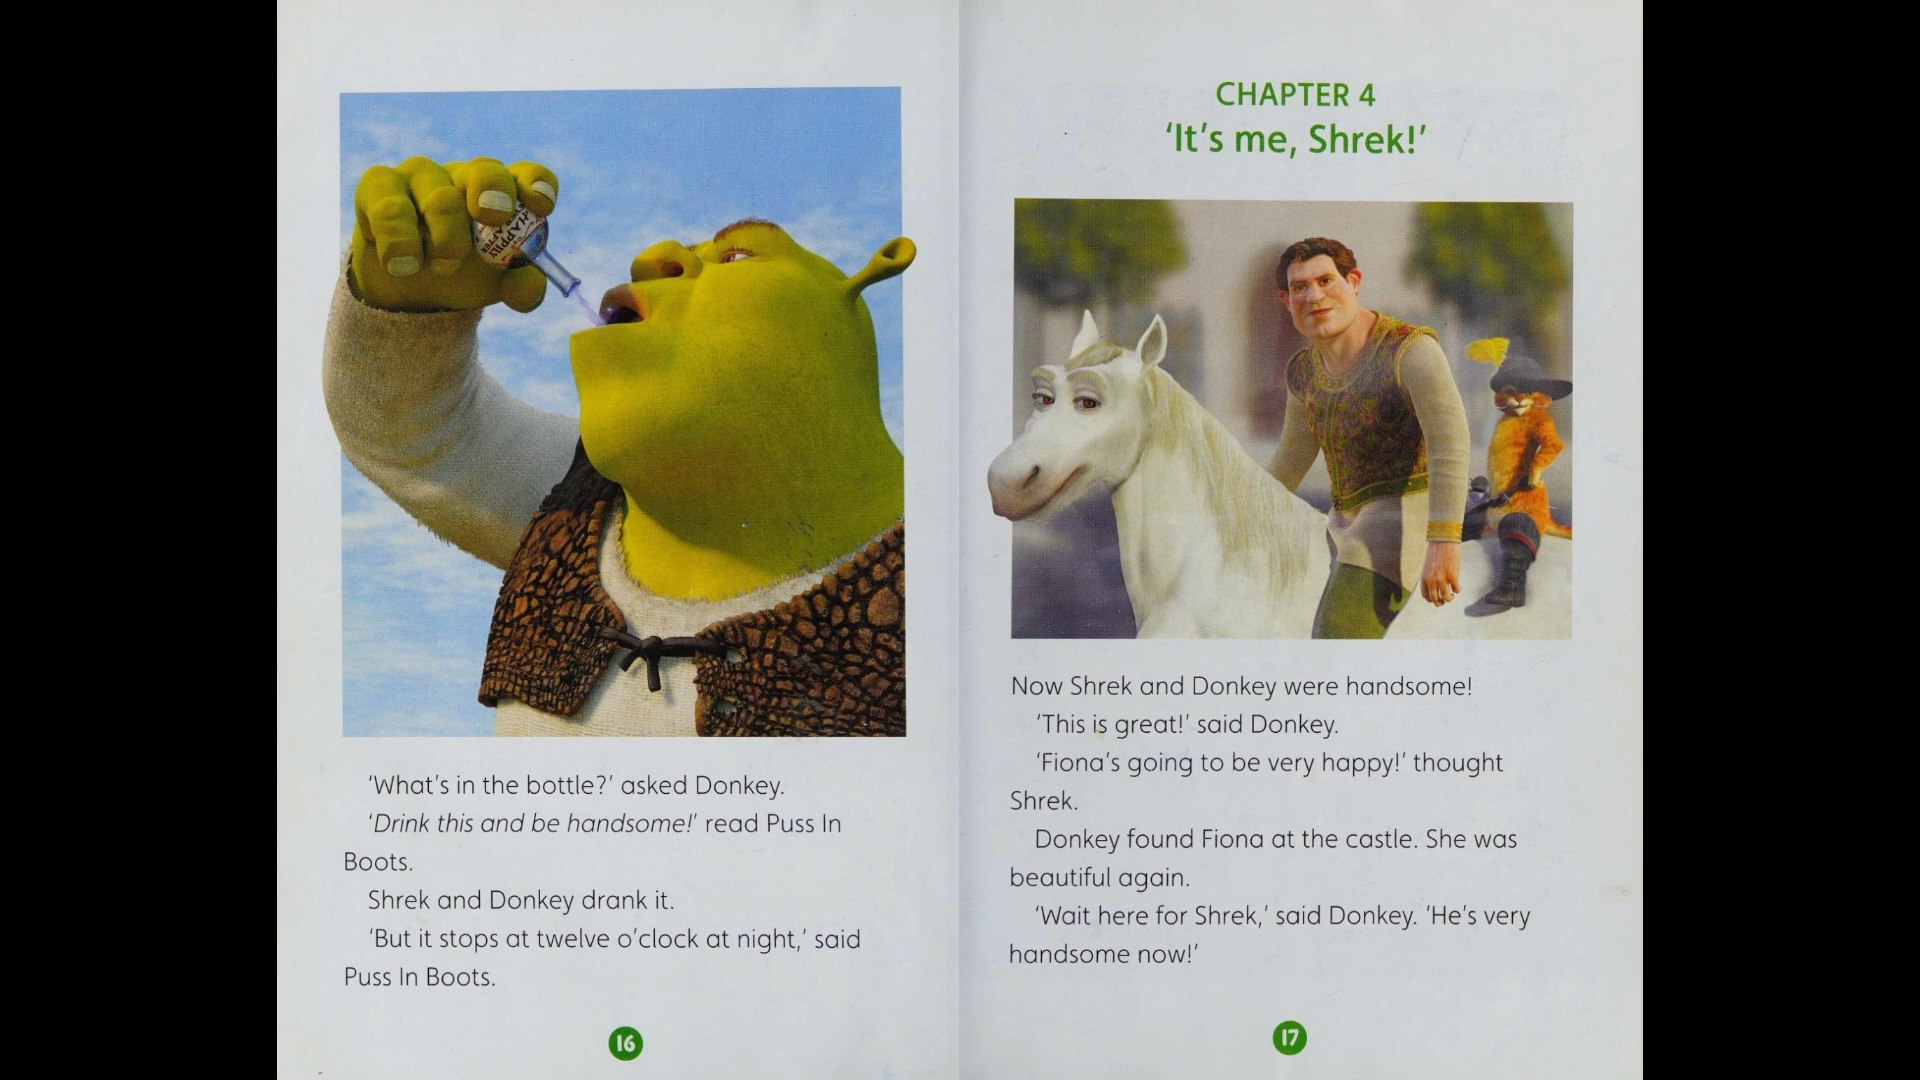 HAPPILY
EVER
AFTER
'What's in the bottle?' asked Donkey.
'Drink this and be handsome!' read Puss In
Boots.
Shrek and Donkey drank it.
'But it stops at twelve o'clock at night,' said
Puss In Boots.
16
CHAPTER 4
'It's me, Shrek!'
Now Shrek and Donkey were handsome!
'This is great!' said Donkey.
'Fiona's going to be very happy!' thought
Shrek.
Donkey found Fiona at the castle. She was
beautiful again.
'Wait here for Shrek,' said Donkey. 'He's very
handsome now!'
17